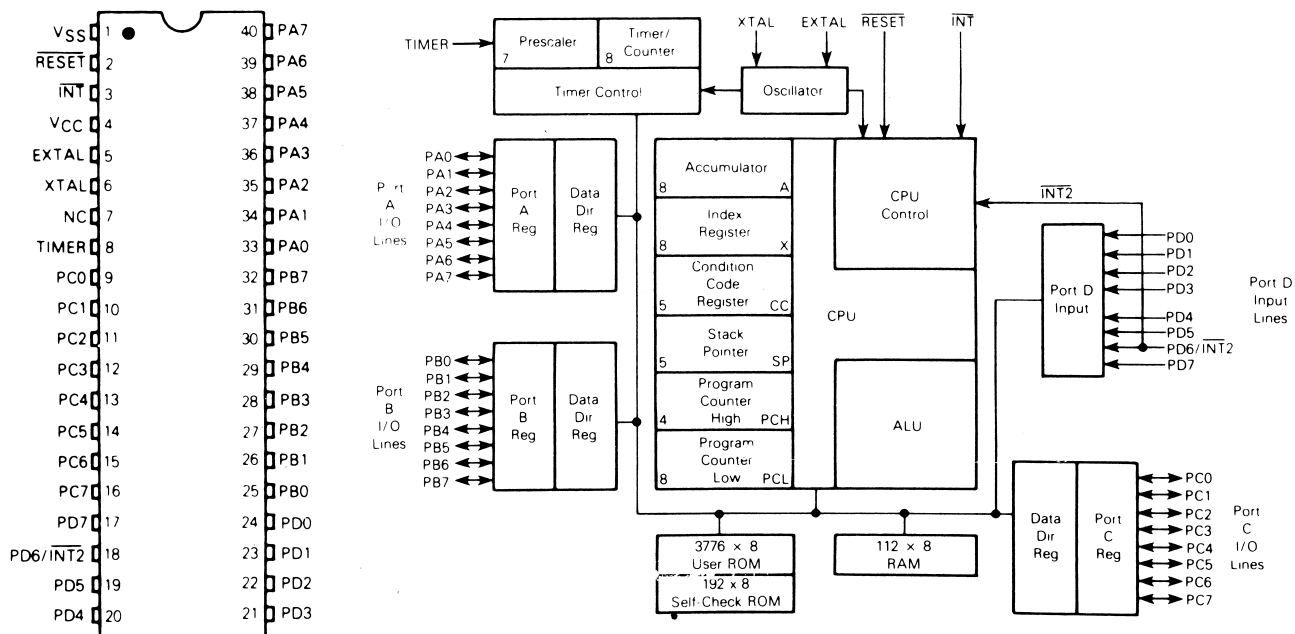 VSS 1 40 PA7
RESET 2 39 PA6
INT 3 38 PA5
VCC 4 37 PA4
EXTAL 5 36 PA3
XTAL 6 35 PA2
NC 7 34 PA1
TIMER 8 33 PA0
PC0 9 32 PB7
PC1 10 31 PB6
PC2 11 30 PB5
PC3 12 29 PB4
PC4 13 28 PB3
PC5 14 27 PB2
PC6 15 26 PB1
PC7 16 25 PB0
PD7 17 24 PD0
PD6/INT2 18 23 PD1
PD5 19 22 PD2
PD4 20 21 PD3
XTAL EXTAL RESET INT
TIMER
Prescaler
7
Timer/
Counter
8
Timer Control
Oscillator
Port
A
I/O
Lines
PA0
PA1
PA2
PA3
PA4
PA5
PA6
PA7
Port
A
Reg
Data
Dir
Reg
Port
B
I/O
Lines
PB0
PB1
PB2
PB3
PB4
PB5
PB6
PB7
Port
B
Reg
Data
Dir
Reg
Accumulator
8 A
Index
Register
8 X
Condition
Code
Register
5 CC
Stack
Pointer
5 SP
Program
Counter
High
4 PCH
Program
Counter
Low
8 PCL
CPU
CPU
Control
ALU
INT2
Port D
Input
PD0
PD1
PD2
PD3
PD4
PD5
PD6/INT2
PD7
Port D
Input
Lines
3776 × 8
User ROM
192 x 8
Self-Check ROM
112 × 8
RAM
Data
Dir
Reg
Port
C
Reg
PC0
PC1
PC2
PC3
PC4
PC5
PC6
PC7
Port
C
I/O
Lines